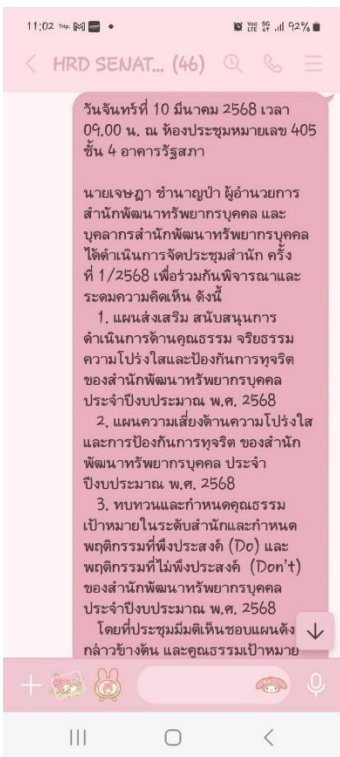 11:02
92%
HRD SENAT... (46)
วันจันทร์ที่ 10 มีนาคม 2568 เวลา
09.00 น. ณ ห้องประชุมหมายเลข 405
ชั้น 4 อาคารรัฐสภา
นายเจษฎา ชำนาญป่า ผู้อำนวยการ
สำนักพัฒนาทรัพยากรบุคคล และ
บุคลากรสำนักพัฒนาทรัพยากรบุคคล
ได้ดำเนินการจัดประชุมสำนัก ครั้ง
ที่ 1/2568 เพื่อร่วมกันพิจารณาและ
ระดมความคิดเห็น ดังนี้
1. แผนส่งเสริม สนับสนุนการ
ดำเนินการด้านคุณธรรม จริยธรรม
ความโปร่งใสและป้องกันการทุจริต
ของสำนักพัฒนาทรัพยากรบุคคล
ประจำปีงบประมาณ พ.ศ. 2568
2. แผนความเสี่ยงด้านความโปร่งใส
และการป้องกันการทุจริต ของสำนัก
พัฒนาทรัพยากรบุคคล ประจำ
ปีงบประมาณ พ.ศ. 2568
3. ทบทวนและกำหนดคุณธรรม
เป้าหมายในระดับสำนักและกำหนด
พฤติกรรมที่พึงประสงค์ (Do) และ
พฤติกรรมที่ไม่พึงประสงค์ (Don't)
ของสำนักพัฒนาทรัพยากรบุคคล
ประจำปีงบประมาณ พ.ศ. 2568
โดยที่ประชุมมีมติเห็นชอบแผนดัง
กล่าวข้างต้น และคุณธรรมเป้าหมาย